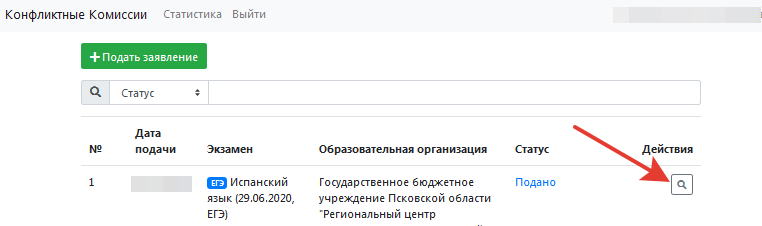 Конфликтные Комиссии Статистика Выйти
Подать заявление
Статус
№ Дата подачи Экзамен Образовательная организация Статус Действия
1 ЕГЭ Испанский Государственное бюджетное Подано
язык (29.06.2020, учреждение Псковской области
ЕГЭ) "Региональный центр